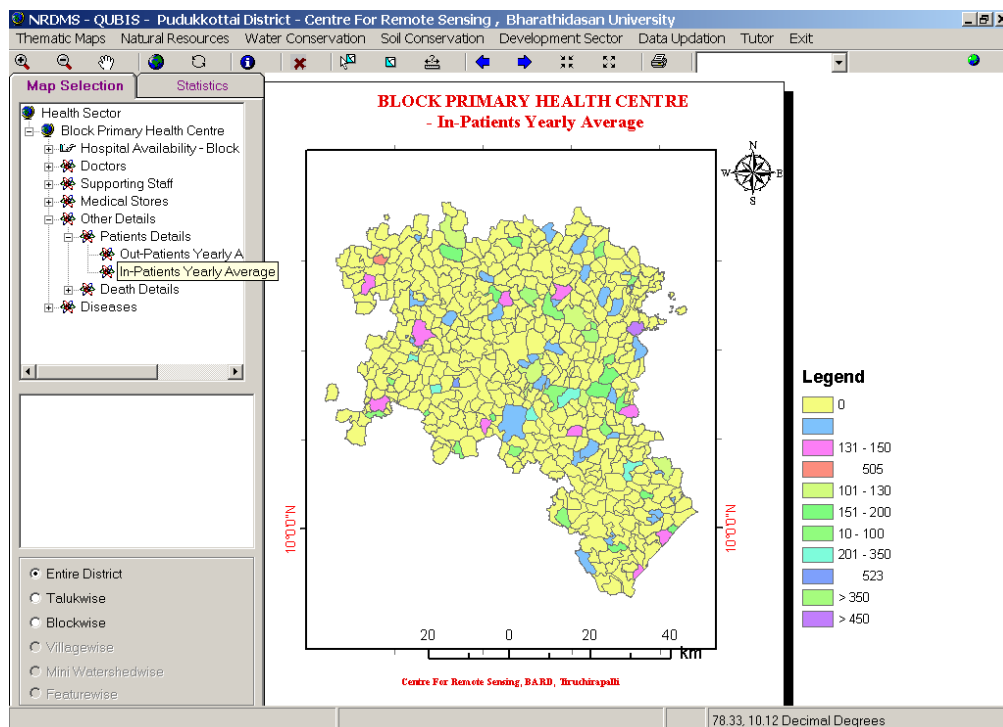 NRDMS - QUBIS - Pudukkottai District - Centre For Remote Sensing , Bharathidasan University
Thematic Maps Natural Resources Water Conservation Soil Conservation Development Sector Data Updation Tutor Exit
Map Selection Statistics
Health Sector
Block Primary Health Centre
Hospital Availability - Block
Doctors
Supporting Staff
Medical Stores
Other Details
Patients Details
Out-Patients Yearly A
In-Patients Yearly Average
Death Details
Diseases
Entire District
Talukwise
Blockwise
Villagewise
Mini Watershedwise
Featurewise
BLOCK PRIMARY HEALTH CENTRE
- In-Patients Yearly Average
N
W E
S
10°0'0"N 10°0'0"N
20 0 20 40
km
Centre For Remote Sensing, BARD, Tiruchirapalli
Legend
0
131 - 150
505
101 - 130
151 - 200
10 - 100
201 - 350
523
> 350
> 450
78.33, 10.12 Decimal Degrees